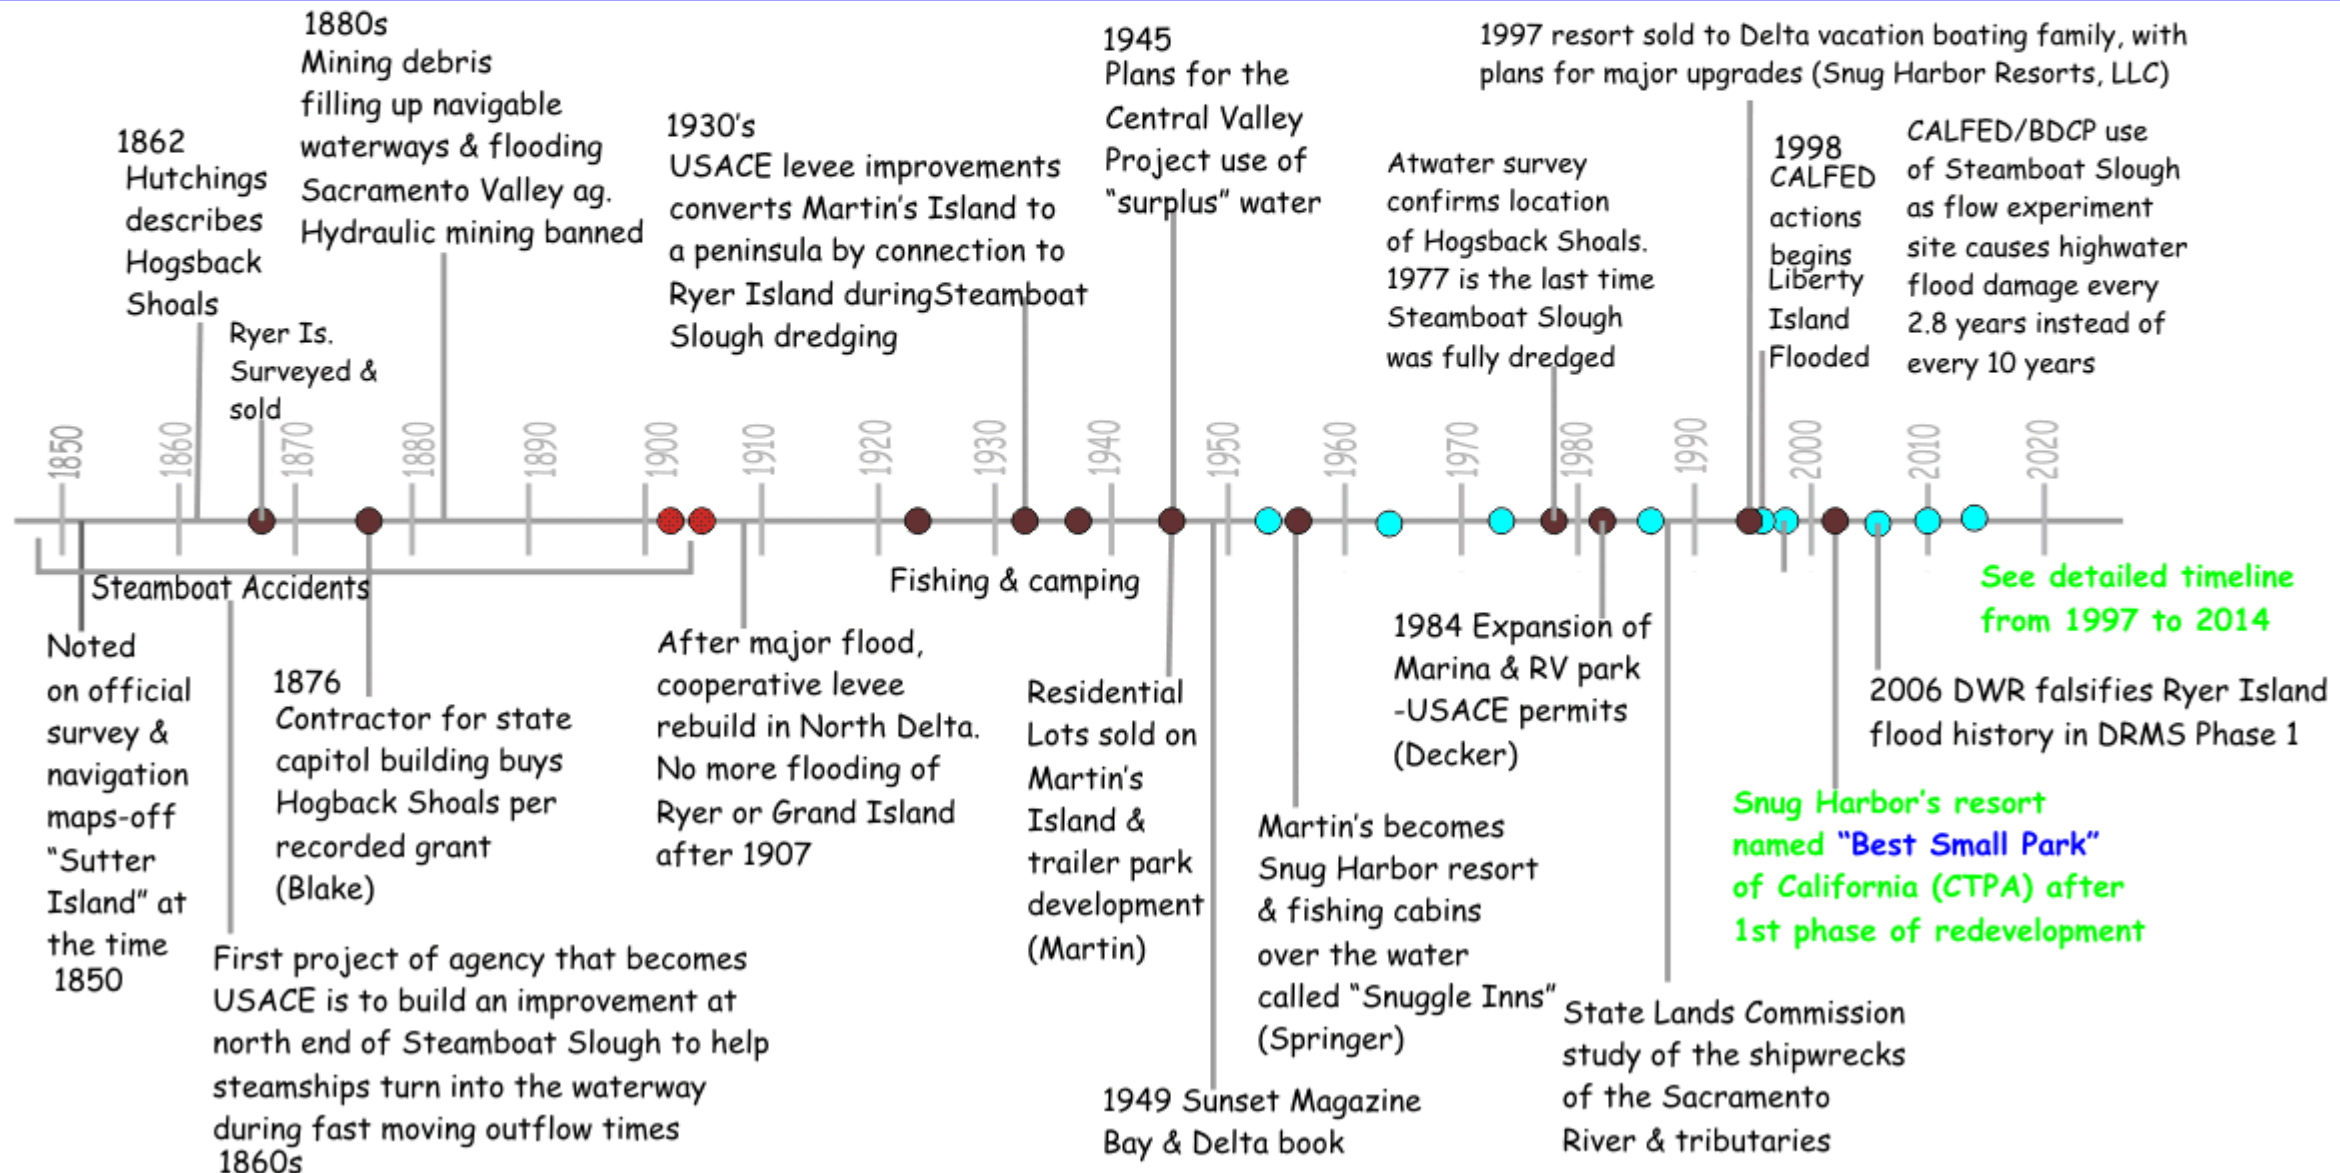 1880s
Mining debris
filling up navigable
waterways & flooding
Sacramento Valley ag.
Hydraulic mining banned
1945
Plans for the
Central Valley
Project use of
“surplus” water
1997 resort sold to Delta vacation boating family, with
plans for major upgrades (Snug Harbor Resorts, LLC)
1862
Hutchings
describes
Hogsback
Shoals
1930’s
USACE levee improvements
converts Martin’s Island to
a peninsula by connection to
Ryer Island duringSteamboat
Slough dredging
Atwater survey
confirms location
of Hogsback Shoals.
1977 is the last time
Steamboat Slough
was fully dredged
1998
CALFED
actions
begins
Liberty
Island
Flooded
CALFED/BDCP use
of Steamboat Slough
as flow experiment
site causes highwater
flood damage every
2.8 years instead of
every 10 years
Ryer Is.
Surveyed &
sold
1850
1860
1870
1880
1890
1900
1910
1920
1930
1940
1950
1960
1970
1980
1990
2000
2010
2020
Steamboat Accidents
Fishing & camping
See detailed timeline
from 1997 to 2014
Noted
on official
survey &
navigation
maps-off
“Sutter
Island” at
the time
1850
1876
Contractor for state
capitol building buys
Hogback Shoals per
recorded grant
(Blake)
After major flood,
cooperative levee
rebuild in North Delta.
No more flooding of
Ryer or Grand Island
after 1907
Residential
Lots sold on
Martin’s
Island &
trailer park
development
(Martin)
1984 Expansion of
Marina & RV park
-USACE permits
(Decker)
2006 DWR falsifies Ryer Island
flood history in DRMS Phase 1
Martin’s becomes
Snug Harbor resort
& fishing cabins
over the water
called “Snuggle Inns”
(Springer)
Snug Harbor’s resort
named “Best Small Park”
of California (CTPA) after
1st phase of redevelopment
First project of agency that becomes
USACE is to build an improvement at
north end of Steamboat Slough to help
steamships turn into the waterway
during fast moving outflow times
1860s
1949 Sunset Magazine
Bay & Delta book
State Lands Commission
study of the shipwrecks
of the Sacramento
River & tributaries